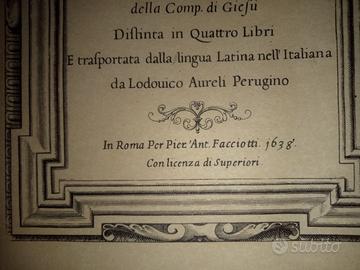 della Comp. di Giesù
Distinta in Quattro Libri
E trasportata dalla lingua Latina nell'Italiana
da Lodouico Aureli Perugino
In Roma Per Pier' Ant. Facciotti. 1638.
Con licenza di Superiori
subito